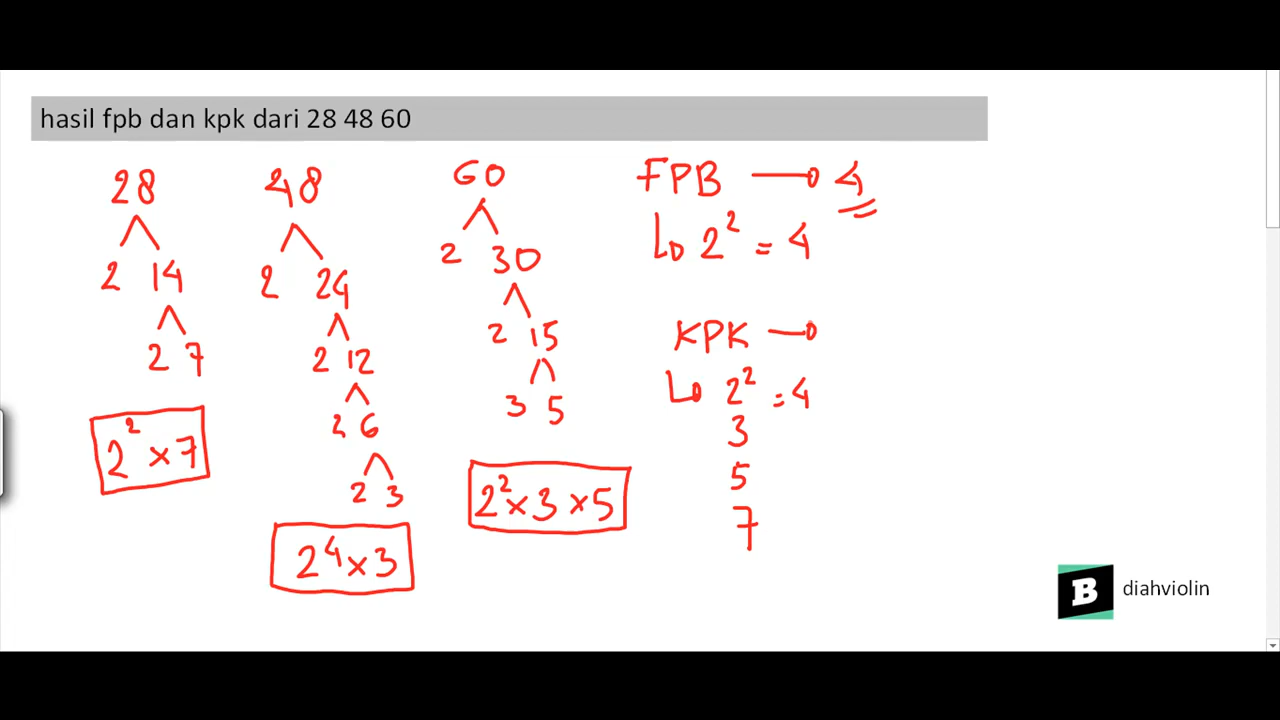 hasil fpb dan kpk dari 28 48 60
28
2 14
2 7
2² × 7
48
2 24
2 12
2 6
2 3
2⁴ × 3
60
2 30
2 15
3 5
2² × 3 × 5
FPB → 4
↳ 2² = 4
KPK →
↳ 2² = 4
3
5
7
B diahviolin